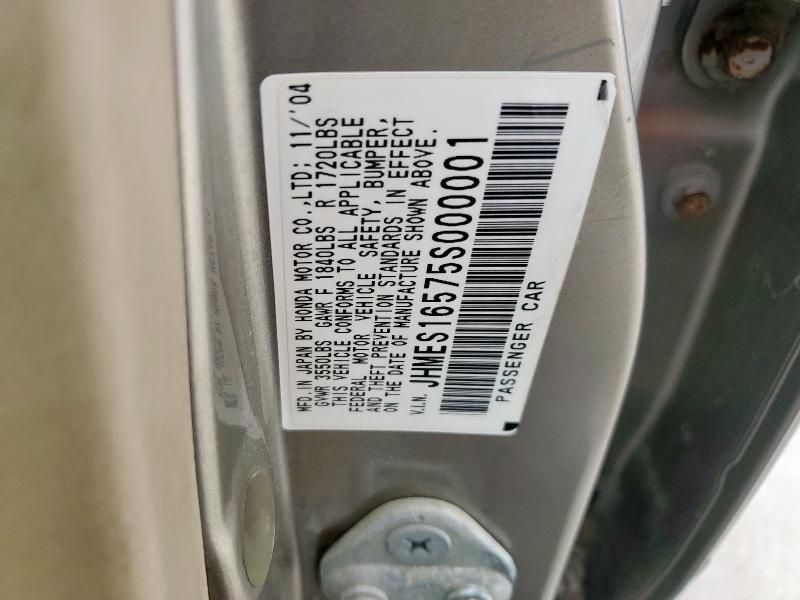 MFD. IN JAPAN BY HONDA MOTOR CO.,LTD; 11/'04
GVWR 3550LBS GAWR F 1840LBS R 1720LBS
THIS VEHICLE CONFORMS TO ALL APPLICABLE
FEDERAL MOTOR VEHICLE SAFETY, BUMPER,
AND THEFT PREVENTION STANDARDS IN EFFECT
ON THE DATE OF MANUFACTURE SHOWN ABOVE.
V.I.N. JHMES16575S000001
PASSENGER CAR